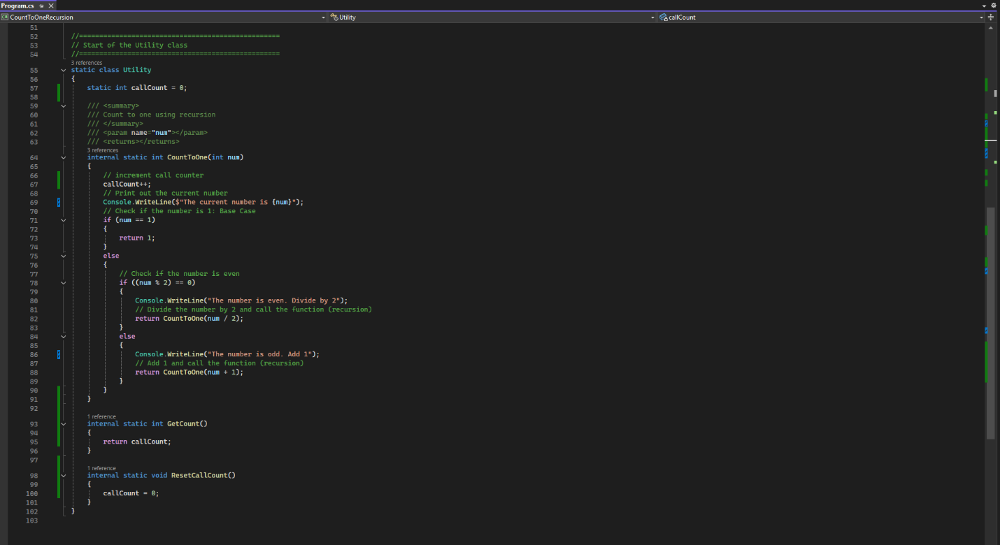 Program.cs
CountToOneRecursion Utility callCount
51
52 //==================================================
53 // Start of the Utility class
54 //==================================================
3 references
55 static class Utility
56 {
57 static int callCount = 0;
58
59 /// <summary>
60 /// Count to one using recursion
61 /// </summary>
62 /// <param name="num"></param>
63 /// <returns></returns>
3 references
64 internal static int CountToOne(int num)
65 {
66 // increment call counter
67 callCount++;
68 // Print out the current number
69 Console.WriteLine($"The current number is {num}");
70 // Check if the number is 1: Base Case
71 if (num == 1)
72 {
73 return 1;
74 }
75 else
76 {
77 // Check if the number is even
78 if ((num % 2) == 0)
79 {
80 Console.WriteLine("The number is even. Divide by 2");
81 // Divide the number by 2 and call the function (recursion)
82 return CountToOne(num / 2);
83 }
84 else
85 {
86 Console.WriteLine("The number is odd. Add 1");
87 // Add 1 and call the function (recursion)
88 return CountToOne(num + 1);
89 }
90 }
91 }
92
1 reference
93 internal static int GetCount()
94 {
95 return callCount;
96 }
97
1 reference
98 internal static void ResetCallCount()
99 {
100 callCount = 0;
101 }
102 }
103